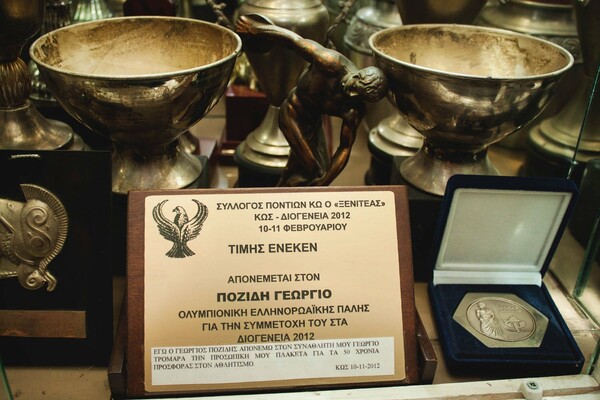 ΣΥΛΛΟΓΟΣ ΠΟΝΤΙΩΝ ΚΩ Ο «ΞΕΝΙΤΕΑΣ»
ΚΩΣ - ΔΙΟΓΕΝΕΙΑ 2012
10-11 ΦΕΒΡΟΥΑΡΙΟΥ
ΤΙΜΗΣ ΕΝΕΚΕΝ
ΑΠΟΝΕΜΕΤΑΙ ΣΤΟΝ
ΠΟΖΙΔΗ ΓΕΩΡΓΙΟ
ΟΛΥΜΠΙΟΝΙΚΗ ΕΛΛΗΝΟΡΩΑΪΚΗΣ ΠΑΛΗΣ
ΓΙΑ ΤΗΝ ΣΥΜΜΕΤΟΧΗ ΤΟΥ ΣΤΑ
ΔΙΟΓΕΝΕΙΑ 2012
ΕΓΩ Ο ΓΕΩΡΓΙΟΣ ΠΟΖΙΔΗΣ ΑΠΟΝΕΜΩ ΣΤΟΝ ΣΥΝΑΘΛΗΤΗ ΜΟΥ ΓΕΩΡΓΙΟ
ΤΡΟΜΑΡΑ ΤΗΝ ΠΡΟΣΩΠΙΚΗ ΜΟΥ ΠΛΑΚΕΤΑ ΓΙΑ ΤΑ 50 ΧΡΟΝΙΑ
ΠΡΟΣΦΟΡΑΣ ΣΤΟΝ ΑΘΛΗΤΙΣΜΟ. ΚΩΣ 10-11-2012